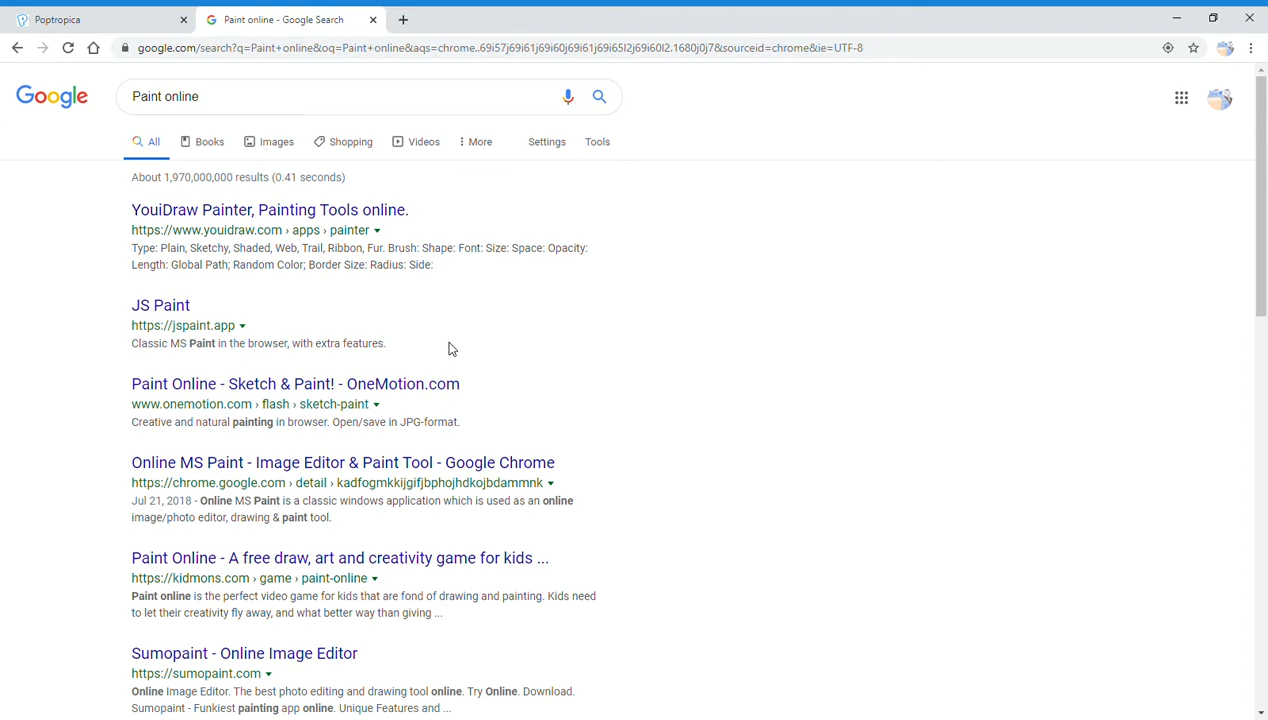 Poptropica
Paint online - Google Search
google.com/search?q=Paint+online&oq=Paint+online&aqs=chrome..69i57j69i61j69i60j69i61j69i65l2j69i60l2.1680j0j7&sourceid=chrome&ie=UTF-8
Google
Paint online
All Books Images Shopping Videos More Settings Tools
About 1,970,000,000 results (0.41 seconds)
YouiDraw Painter, Painting Tools online.
https://www.youidraw.com › apps › painter
Type: Plain, Sketchy, Shaded, Web, Trail, Ribbon, Fur. Brush: Shape: Font: Size: Space: Opacity:
Length: Global Path; Random Color; Border Size: Radius: Side:
JS Paint
https://jspaint.app
Classic MS Paint in the browser, with extra features.
Paint Online - Sketch & Paint! - OneMotion.com
www.onemotion.com › flash › sketch-paint
Creative and natural painting in browser. Open/save in JPG-format.
Online MS Paint - Image Editor & Paint Tool - Google Chrome
https://chrome.google.com › detail › kadfogmkkijgifjbphojhdkojbdammnk
Jul 21, 2018 - Online MS Paint is a classic windows application which is used as an online
image/photo editor, drawing & paint tool.
Paint Online - A free draw, art and creativity game for kids ...
https://kidmons.com › game › paint-online
Paint online is the perfect video game for kids that are fond of drawing and painting. Kids need
to let their creativity fly away, and what better way than giving ...
Sumopaint - Online Image Editor
https://sumopaint.com
Online Image Editor. The best photo editing and drawing tool online. Try Online. Download.
Sumopaint - Funkiest painting app online. Unique Features and ...